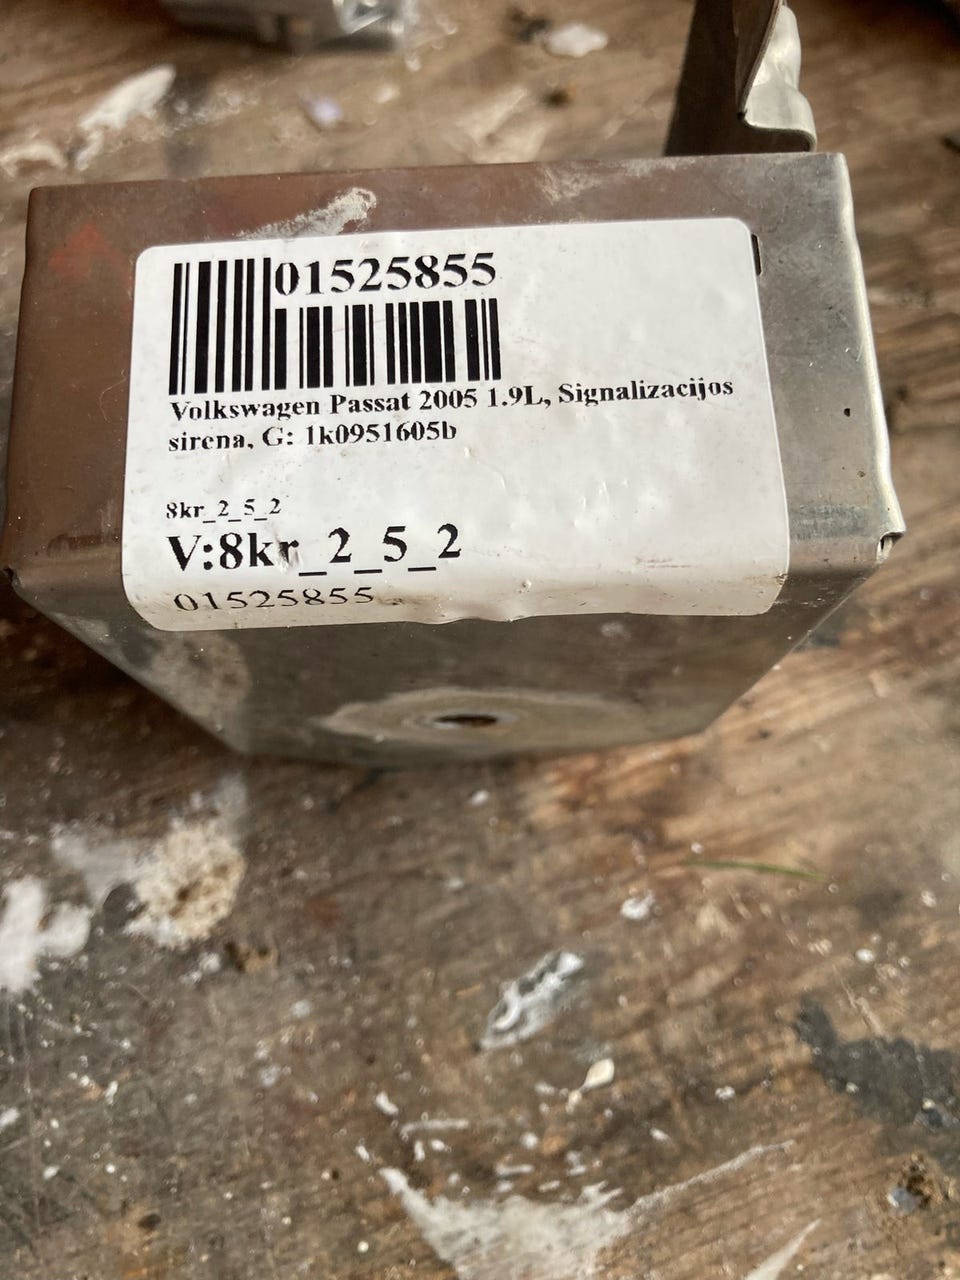 01525855
Volkswagen Passat 2005 1.9L, Signalizacijos
sirena, G: 1k0951605b
8kr_2_5_2
V:8kr_2_5_2
01525855